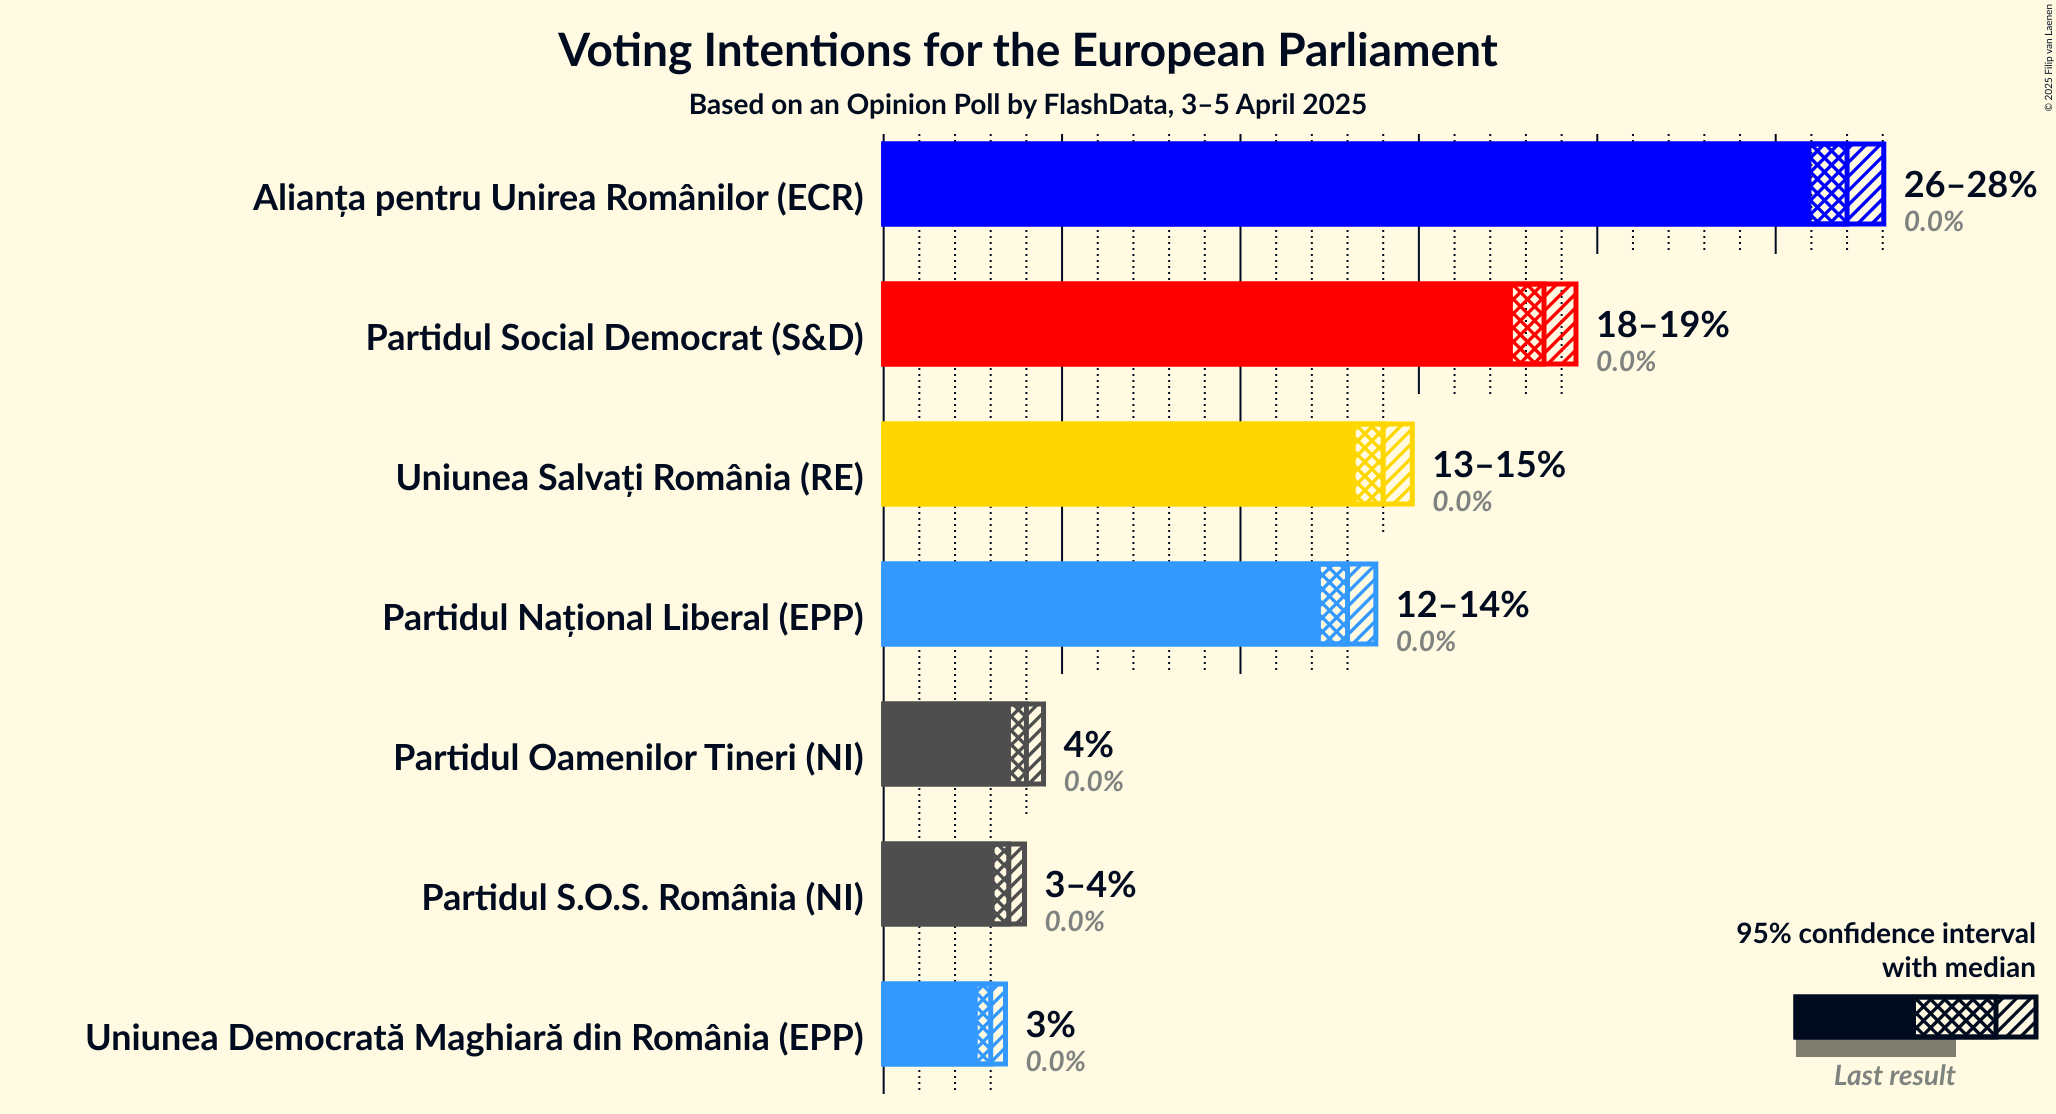 Voting Intentions for the European Parliament
Based on an Opinion Poll by FlashData, 3–5 April 2025
© 2025 Filip van Laenen
Alianța pentru Unirea Românilor (ECR)
26–28%
0.0%
Partidul Social Democrat (S&D)
18–19%
0.0%
Uniunea Salvați România (RE)
13–15%
0.0%
Partidul Național Liberal (EPP)
12–14%
0.0%
Partidul Oamenilor Tineri (NI)
4%
0.0%
Partidul S.O.S. România (NI)
3–4%
0.0%
Uniunea Democrată Maghiară din România (EPP)
3%
0.0%
95% confidence interval
with median
Last result